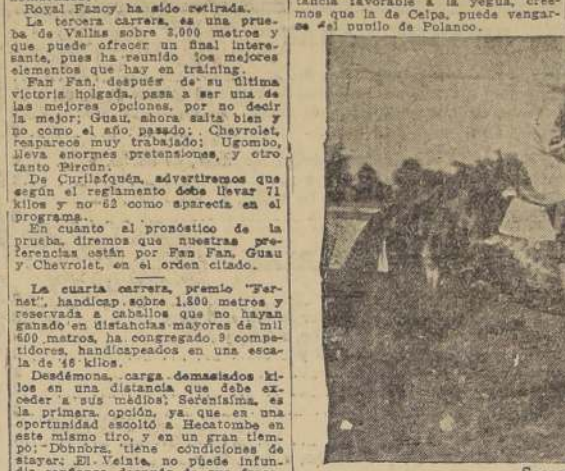 Royal Fancy ha sido retirada.
La tercera carrera, es una prue-
ba de Vallas sobre 2,000 metros y
que puede ofrecer un final intere-
sante, pues ha reunido los mejores
elementos que hay en training.
Fan Fan, después de su última
victoria holgada, pasa a ser una de
las mejores opciones, por no decir
la mejor; Guau, ahora salta bien y
no como el año pasado; Chevrolet,
reaparece muy trabajado; Ugombo,
lleva enormes pretensiones, y otro
tanto Pircún.
De Curilafquén, advertiremos que
según el reglamento debe llevar 71
kilos y no 62 como aparecía en el
programa.
En cuanto al pronóstico de la
prueba, diremos que nuestras pre-
ferencias están por Fan Fan, Guau
y Chevrolet, en el orden citado.
La cuarta carrera, premio "Fer-
net", handicap sobre 1,800 metros y
reservada a caballos que no hayan
ganado en distancias mayores de mil
600 metros, ha congregado 9 compe-
tidores, handicapeados en una esca-
la de 16 kilos.
Desdémona, carga demasiados ki-
los en una distancia que debe ex-
ceder a sus medios; Serenísima, es
la primera opción, ya que en una
oportunidad escoltó a Hecatombe en
este mismo tiro, y en un gran tiem-
po; Dohnbra, tiene condiciones de
stayer; El Veinte, no puede infun-
tancia favorable a la yegua, cree-
mos que la de Ceipa, puede vengar-
se del pupilo de Polanco.